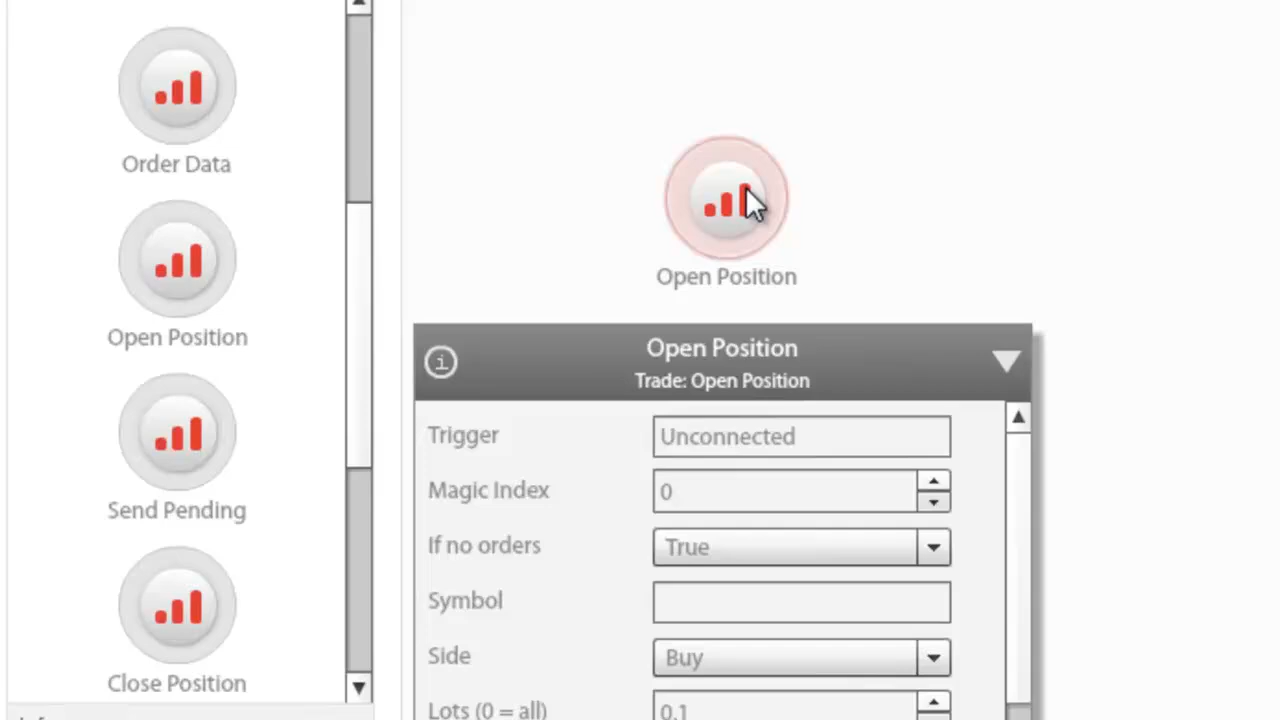 Order Data
Open Position
Send Pending
Close Position
Open Position
Open Position
Trade: Open Position
Trigger
Unconnected
Magic Index
0
If no orders
True
Symbol
Side
Buy
Lots (0 = all)
0.1